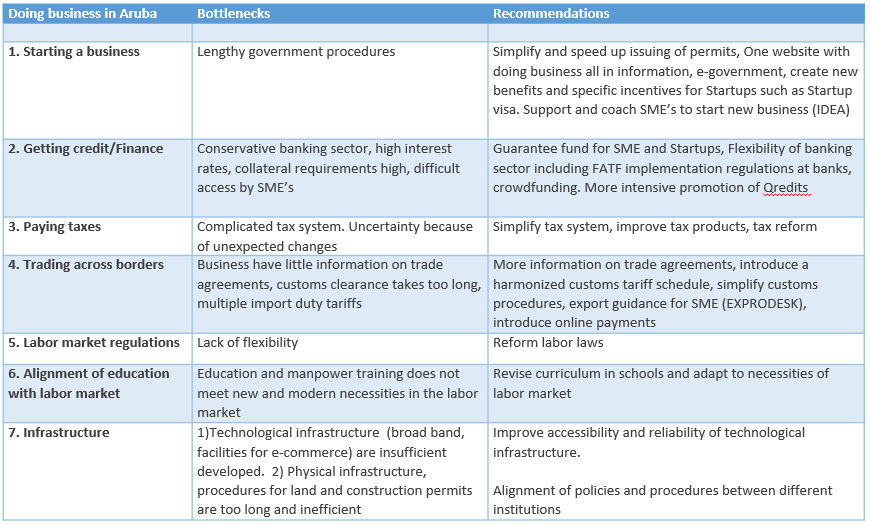 Doing business in Aruba
Bottlenecks
Recommendations
1. Starting a business
Lengthy government procedures
Simplify and speed up issuing of permits, One website with
doing business all in information, e-government, create new
benefits and specific incentives for Startups such as Startup
visa. Support and coach SME's to start new business (IDEA)
2. Getting credit/Finance
Conservative banking sector, high interest
rates, collateral requirements high, difficult
access by SME's
Guarantee fund for SME and Startups, Flexibility of banking
sector including FATF implementation regulations at banks,
crowdfunding. More intensive promotion of Qredits
3. Paying taxes
Complicated tax system. Uncertainty because
of unexpected changes
Simplify tax system, improve tax products, tax reform
4. Trading across borders
Business have little information on trade
agreements, customs clearance takes too long,
multiple import duty tariffs
More information on trade agreements, introduce a
harmonized customs tariff schedule, simplify customs
procedures, export guidance for SME (EXPRODESK),
introduce online payments
5. Labor market regulations
Lack of flexibility
Reform labor laws
6. Alignment of education
with labor market
Education and manpower training does not
meet new and modern necessities in the labor
market
Revise curriculum in schools and adapt to necessities of
labor market
7. Infrastructure
1)Technological infrastructure (broad band,
facilities for e-commerce) are insufficient
developed. 2) Physical infrastructure,
procedures for land and construction permits
are too long and inefficient
Improve accessibility and reliability of technological
infrastructure.
Alignment of policies and procedures between different
institutions